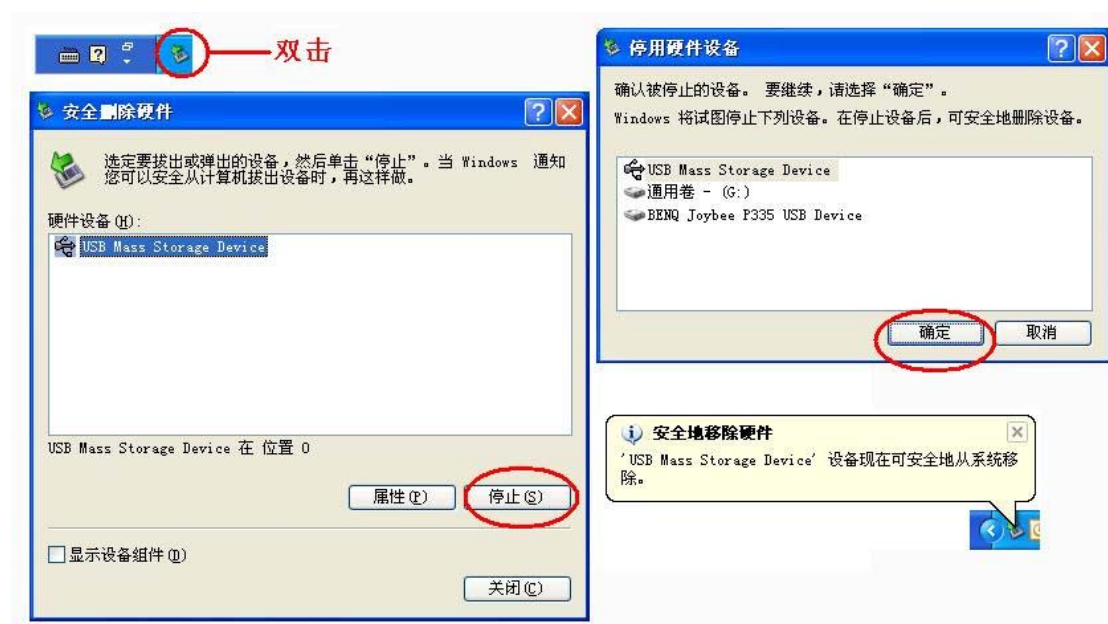 双击
安全删除硬件
选定要拔出或弹出的设备，然后单击“停止”。当 Windows 通知
您可以安全从计算机拔出设备时，再这样做。
硬件设备(H):
USB Mass Storage Device
USB Mass Storage Device 在 位置 0
属性(P)
停止(S)
显示设备组件(D)
关闭(C)
停用硬件设备
确认被停止的设备。 要继续，请选择“确定”。
Windows 将试图停止下列设备。在停止设备后，可安全地删除设备。
USB Mass Storage Device
通用卷 - (G:)
BENQ Joybee P335 USB Device
确定
取消
安全地移除硬件
'USB Mass Storage Device' 设备现在可安全地从系统移
除。